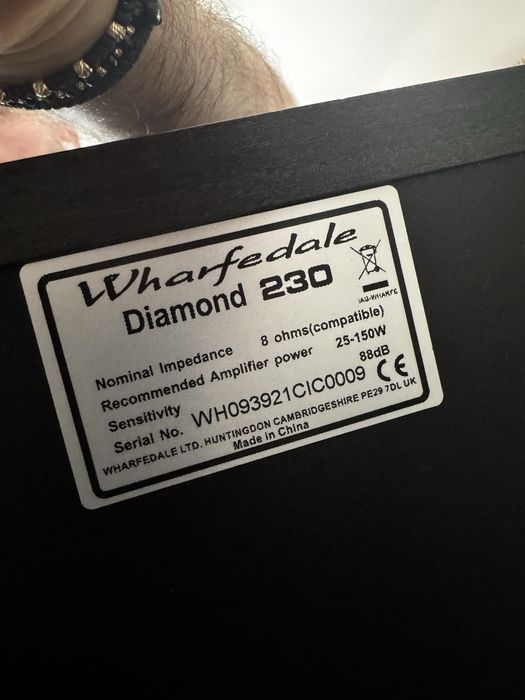 Wharfedale
Diamond 230
IAG-WHARFE
Nominal Impedance 8 ohms(compatible)
Recommended Amplifier power 25-150W
Sensitivity 88dB
Serial No. WH093921CIC0009 CE
WHARFEDALE LTD. HUNTINGDON CAMBRIDGESHIRE PE29 7DL UK
Made in China